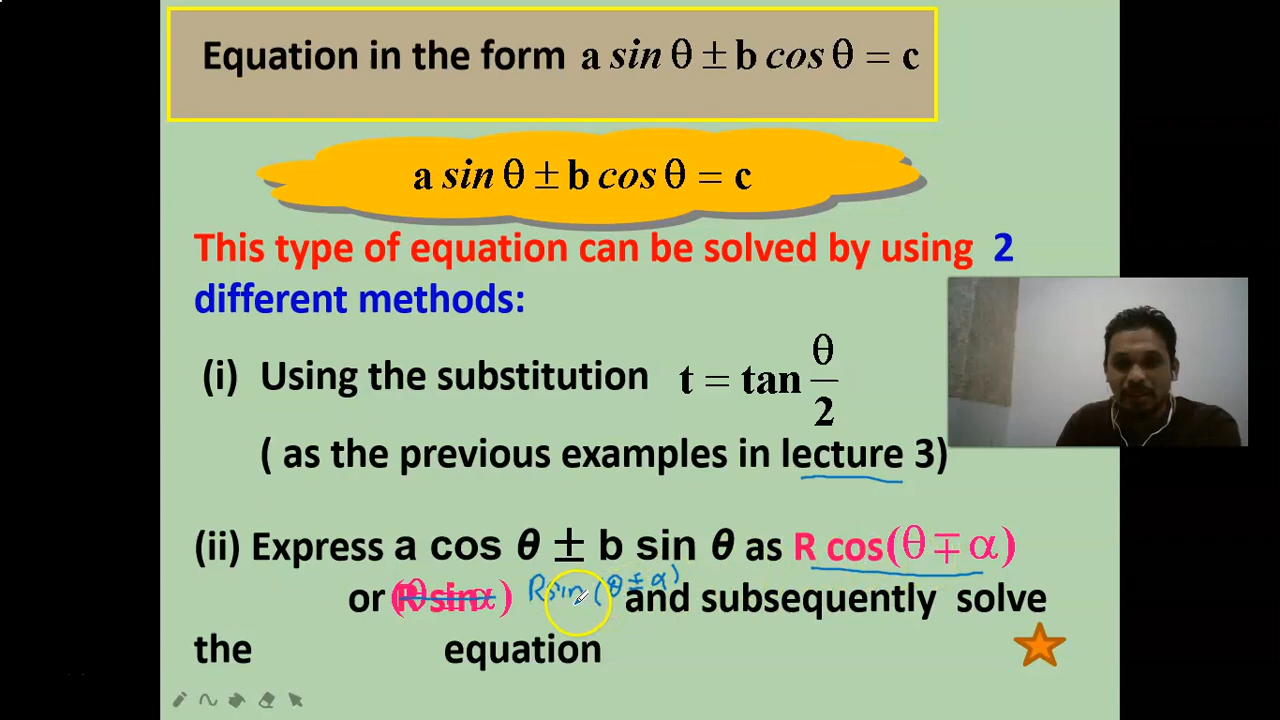 Equation in the form a sin θ ± b cos θ = c
a sin θ ± b cos θ = c
This type of equation can be solved by using 2
different methods:
(i) Using the substitution t = tan θ/2
( as the previous examples in lecture 3)
(ii) Express a cos θ ± b sin θ as R cos(θ ∓ α)
or R sin R sin (θ ± α) and subsequently solve
the equation